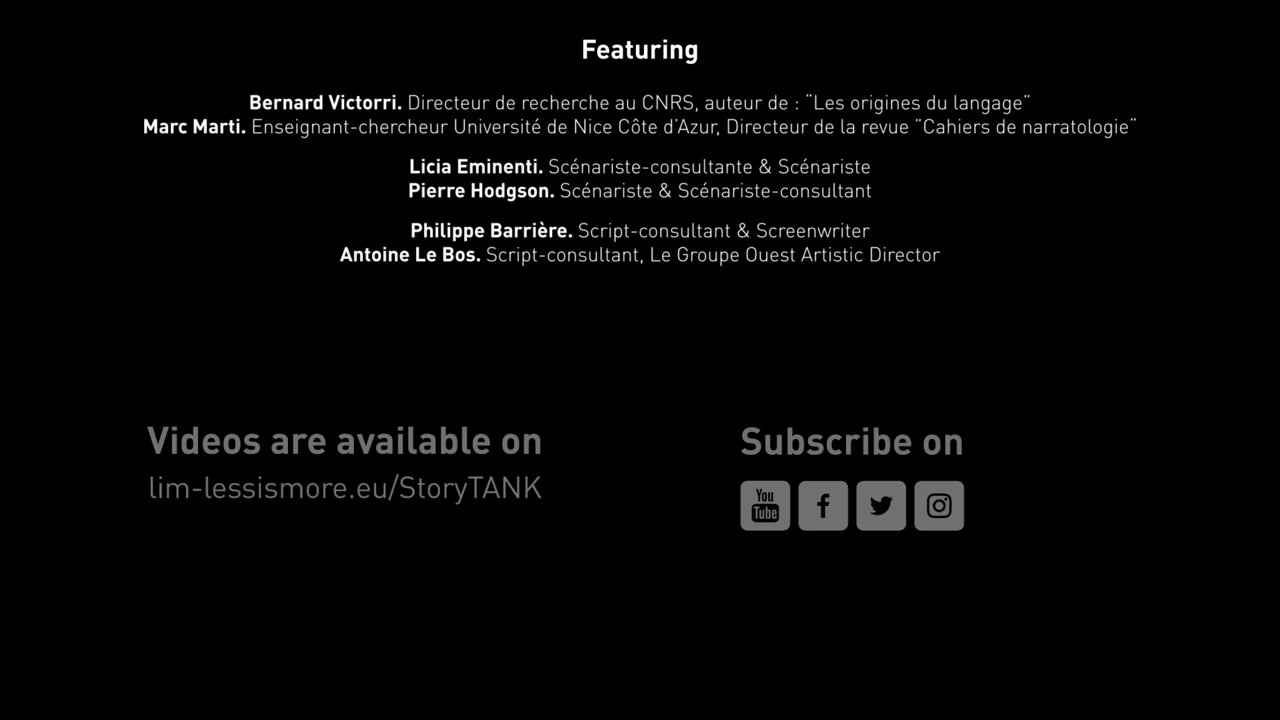 Featuring
Bernard Victorri. Directeur de recherche au CNRS, auteur de : "Les origines du langage"
Marc Marti. Enseignant-chercheur Université de Nice Côte d'Azur, Directeur de la revue "Cahiers de narratologie"
Licia Eminenti. Scénariste-consultante & Scénariste
Pierre Hodgson. Scénariste & Scénariste-consultant
Philippe Barrière. Script-consultant & Screenwriter
Antoine Le Bos. Script-consultant, Le Groupe Ouest Artistic Director
Videos are available on
lim-lessismore.eu/StoryTANK
Subscribe on
You
Tube